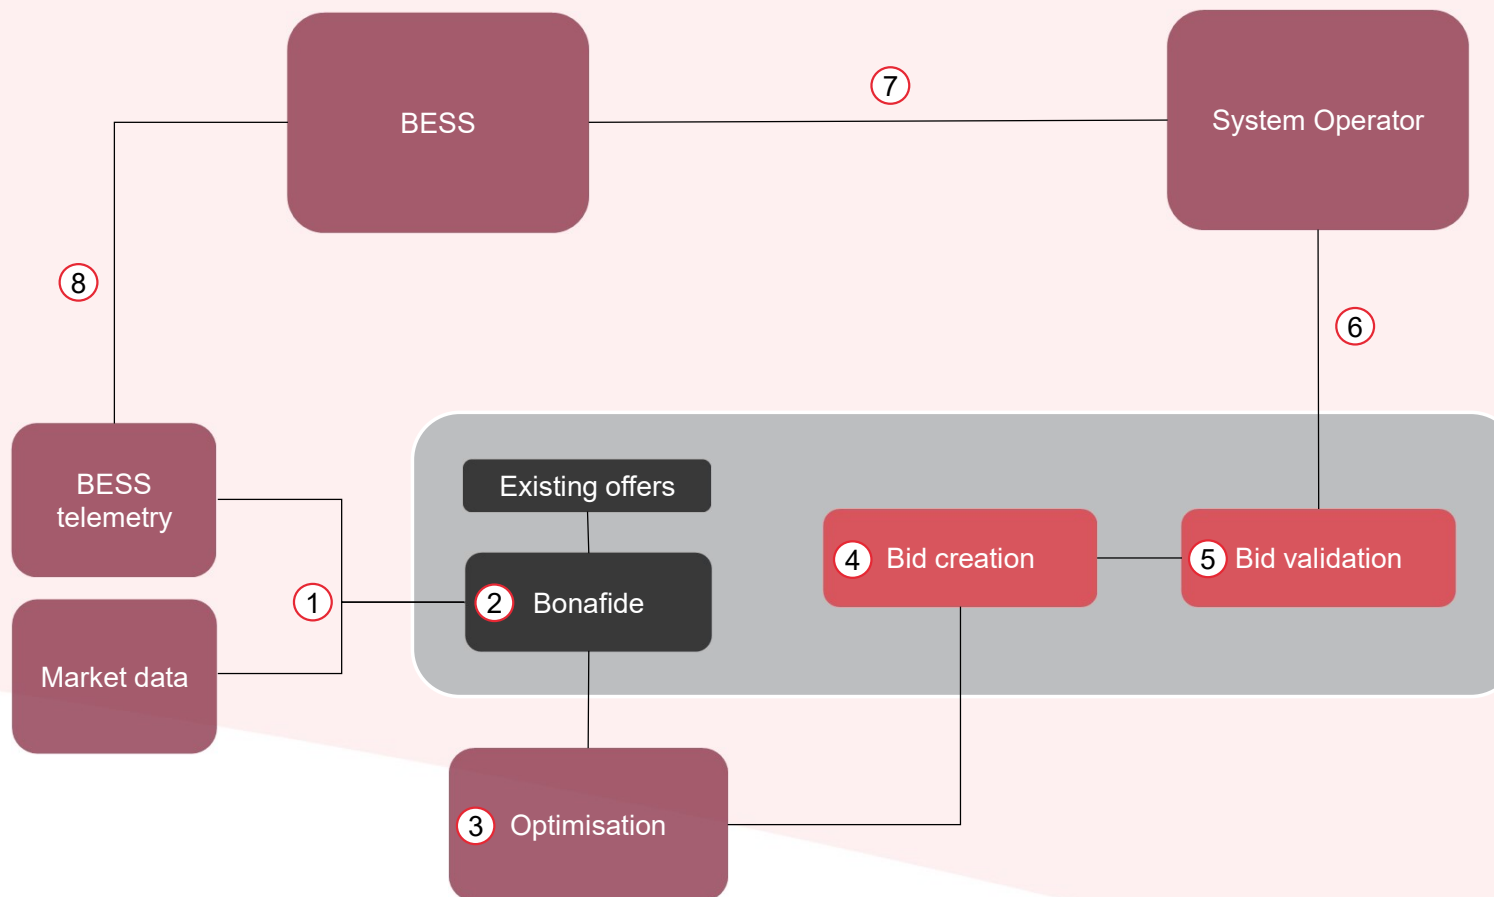 BESS
7
System Operator
8
6
BESS
telemetry
Existing offers
4 Bid creation
5 Bid validation
1
2 Bonafide
Market data
3 Optimisation